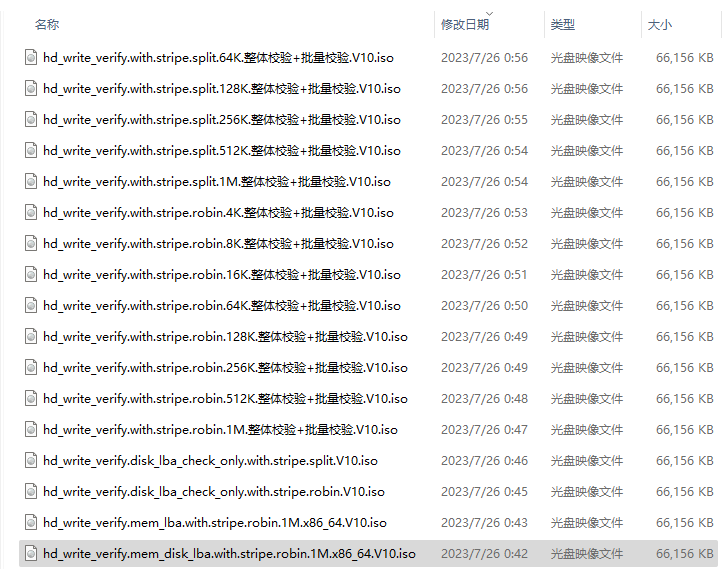 名称 修改日期 类型 大小
hd_write_verify.with.stripe.split.64K.整体校验+批量校验.V10.iso 2023/7/26 0:56 光盘映像文件 66,156 KB
hd_write_verify.with.stripe.split.128K.整体校验+批量校验.V10.iso 2023/7/26 0:56 光盘映像文件 66,156 KB
hd_write_verify.with.stripe.split.256K.整体校验+批量校验.V10.iso 2023/7/26 0:55 光盘映像文件 66,156 KB
hd_write_verify.with.stripe.split.512K.整体校验+批量校验.V10.iso 2023/7/26 0:54 光盘映像文件 66,156 KB
hd_write_verify.with.stripe.split.1M.整体校验+批量校验.V10.iso 2023/7/26 0:54 光盘映像文件 66,156 KB
hd_write_verify.with.stripe.robin.4K.整体校验+批量校验.V10.iso 2023/7/26 0:53 光盘映像文件 66,156 KB
hd_write_verify.with.stripe.robin.8K.整体校验+批量校验.V10.iso 2023/7/26 0:52 光盘映像文件 66,156 KB
hd_write_verify.with.stripe.robin.16K.整体校验+批量校验.V10.iso 2023/7/26 0:51 光盘映像文件 66,156 KB
hd_write_verify.with.stripe.robin.64K.整体校验+批量校验.V10.iso 2023/7/26 0:50 光盘映像文件 66,156 KB
hd_write_verify.with.stripe.robin.128K.整体校验+批量校验.V10.iso 2023/7/26 0:49 光盘映像文件 66,156 KB
hd_write_verify.with.stripe.robin.256K.整体校验+批量校验.V10.iso 2023/7/26 0:49 光盘映像文件 66,156 KB
hd_write_verify.with.stripe.robin.512K.整体校验+批量校验.V10.iso 2023/7/26 0:48 光盘映像文件 66,156 KB
hd_write_verify.with.stripe.robin.1M.整体校验+批量校验.V10.iso 2023/7/26 0:47 光盘映像文件 66,156 KB
hd_write_verify.disk_lba_check_only.with.stripe.split.V10.iso 2023/7/26 0:46 光盘映像文件 66,156 KB
hd_write_verify.disk_lba_check_only.with.stripe.robin.V10.iso 2023/7/26 0:45 光盘映像文件 66,156 KB
hd_write_verify.mem_lba.with.stripe.robin.1M.x86_64.V10.iso 2023/7/26 0:43 光盘映像文件 66,156 KB
hd_write_verify.mem_disk_lba.with.stripe.robin.1M.x86_64.V10.iso 2023/7/26 0:42 光盘映像文件 66,156 KB